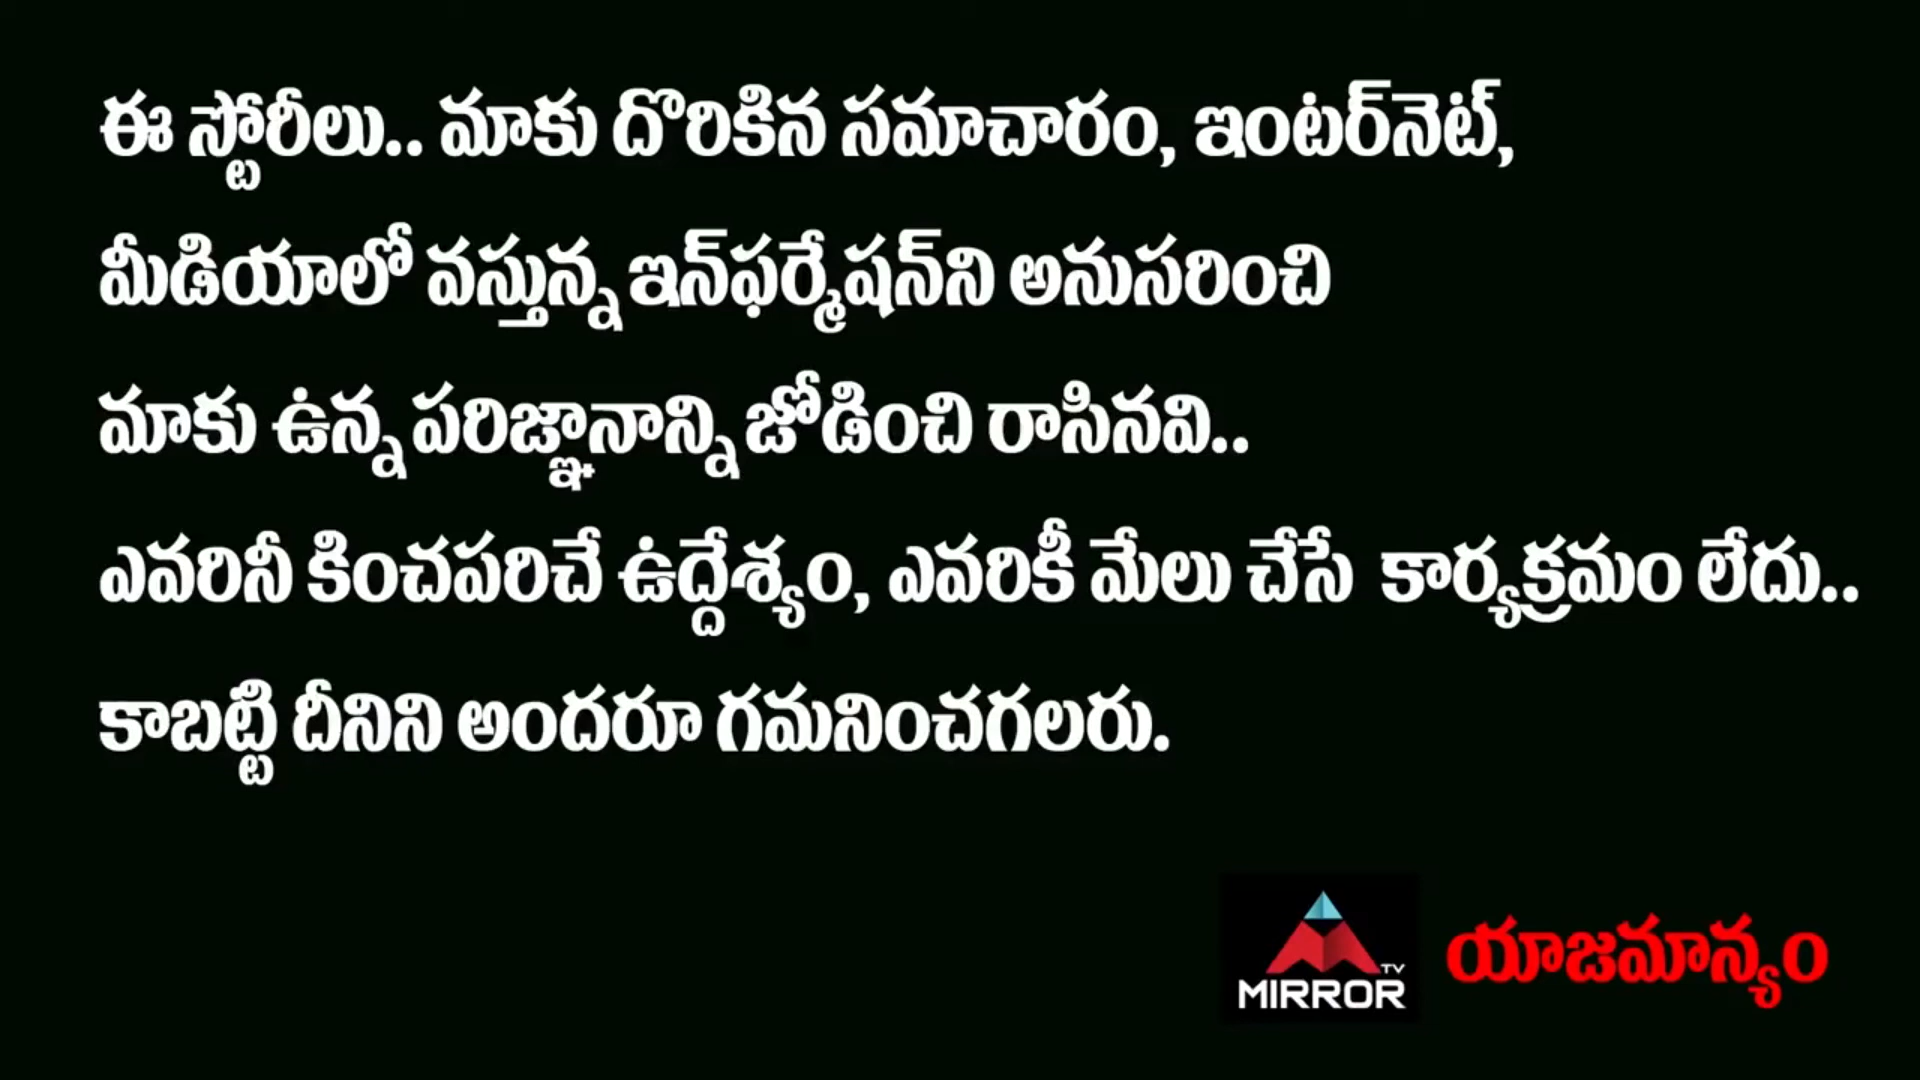 ఈ స్టోరీలు.. మాకు దొరికిన సమాచారం, ఇంటర్‌నెట్,
మీడియాలో వస్తున్న ఇన్‌ఫర్మేషన్‌ని అనుసరించి
మాకు ఉన్న పరిజ్ఞానాన్ని జోడించి రాసినవి..
ఎవరినీ కించపరిచే ఉద్దేశ్యం, ఎవరికీ మేలు చేసే కార్యక్రమం లేదు..
కాబట్టి దీనిని అందరూ గమనించగలరు.
TV
MIRROR
యాజమాన్యం